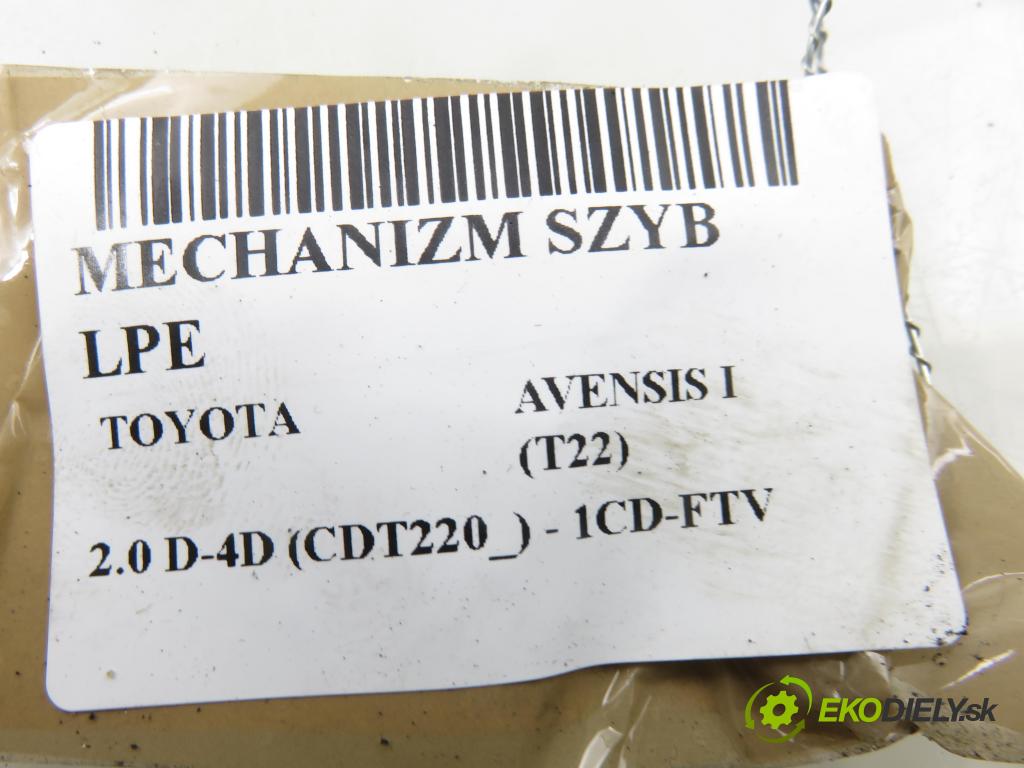 MECHANIZM SZYB
LPE
TOYOTA
AVENSIS I
(T22)
2.0 D-4D (CDT220_) - 1CD-FTV
EKODIELY.sk